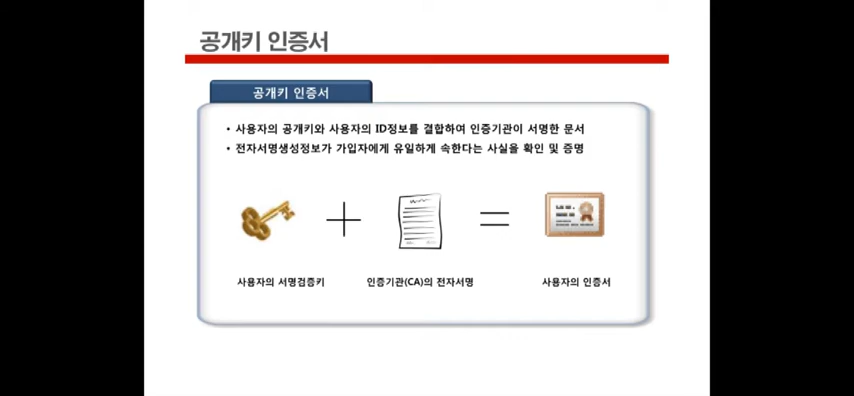 공개키 인증서
공개키 인증서
• 사용자의 공개키와 사용자의 ID정보를 결합하여 인증기관이 서명한 문서
• 전자서명생성정보가 가입자에게 유일하게 속한다는 사실을 확인 및 증명
사용자의 서명검증키
인증기관(CA)의 전자서명
사용자의 인증서